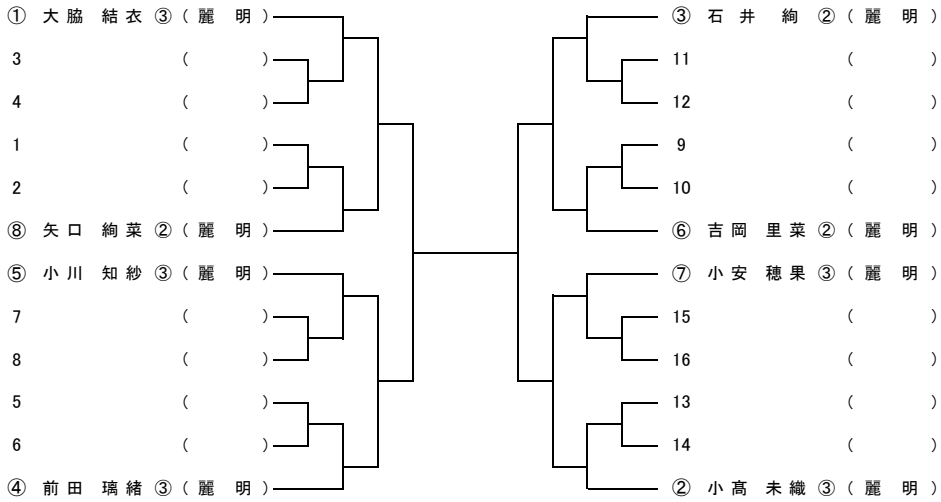 ① 大脇 結衣 ③ ( 麗 明 )
3 ( )
4 ( )
1 ( )
2 ( )
⑧ 矢口 絢菜 ② ( 麗 明 )
⑤ 小川 知紗 ③ ( 麗 明 )
7 ( )
8 ( )
5 ( )
6 ( )
④ 前田 璃緒 ③ ( 麗 明 )
③ 石井 絢 ② ( 麗 明 )
11 ( )
12 ( )
9 ( )
10 ( )
⑥ 吉岡 里菜 ② ( 麗 明 )
⑦ 小安 穂果 ③ ( 麗 明 )
15 ( )
16 ( )
13 ( )
14 ( )
② 小髙 未織 ③ ( 麗 明 )